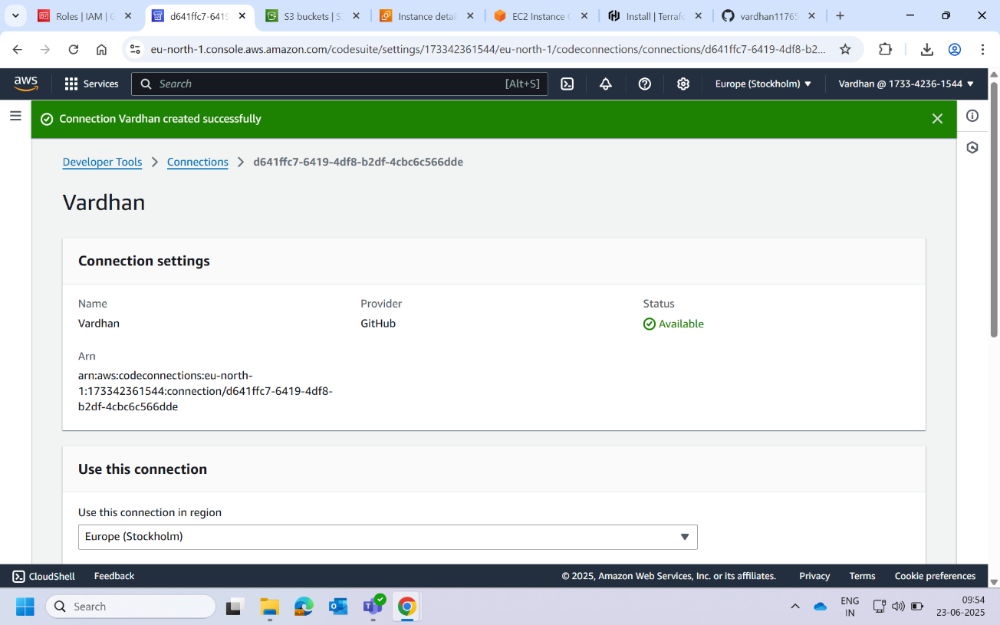 Roles | IAM | G
d641ffc7-6419
S3 buckets | S
Instance detai
EC2 Instance C
Install | Terrafo
vardhan11765
eu-north-1.console.aws.amazon.com/codesuite/settings/173342361544/eu-north-1/codeconnections/connections/d641ffc7-6419-4df8-b2...
aws
Services
Search
[Alt+S]
Europe (Stockholm)
Vardhan @ 1733-4236-1544
Connection Vardhan created successfully
Developer Tools
Connections
d641ffc7-6419-4df8-b2df-4cbc6c566dde
Vardhan
Connection settings
Name
Vardhan
Provider
GitHub
Status
Available
Arn
arn:aws:codeconnections:eu-north-
1:173342361544:connection/d641ffc7-6419-4df8-
b2df-4cbc6c566dde
Use this connection
Use this connection in region
Europe (Stockholm)
CloudShell
Feedback
© 2025, Amazon Web Services, Inc. or its affiliates.
Privacy
Terms
Cookie preferences
Search
ENG
IN
09:54
23-06-2025